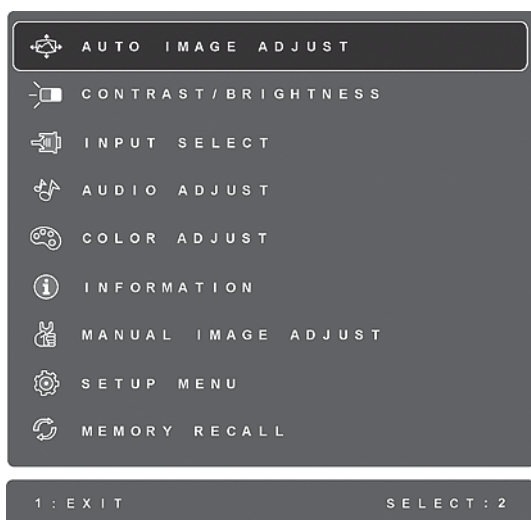 AUTO IMAGE ADJUST
CONTRAST/BRIGHTNESS
INPUT SELECT
AUDIO ADJUST
COLOR ADJUST
INFORMATION
MANUAL IMAGE ADJUST
SETUP MENU
MEMORY RECALL
1:EXIT SELECT:2